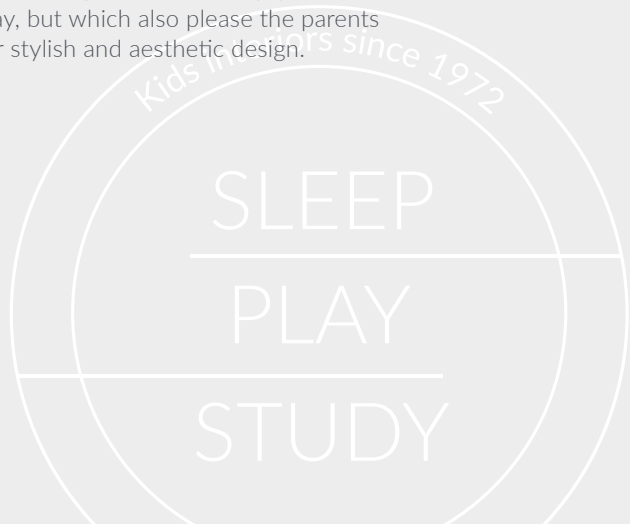 ay, but which also please the parents
r stylish and aesthetic design.
Kids Interiors since 1972
SLEEP
PLAY
STUDY